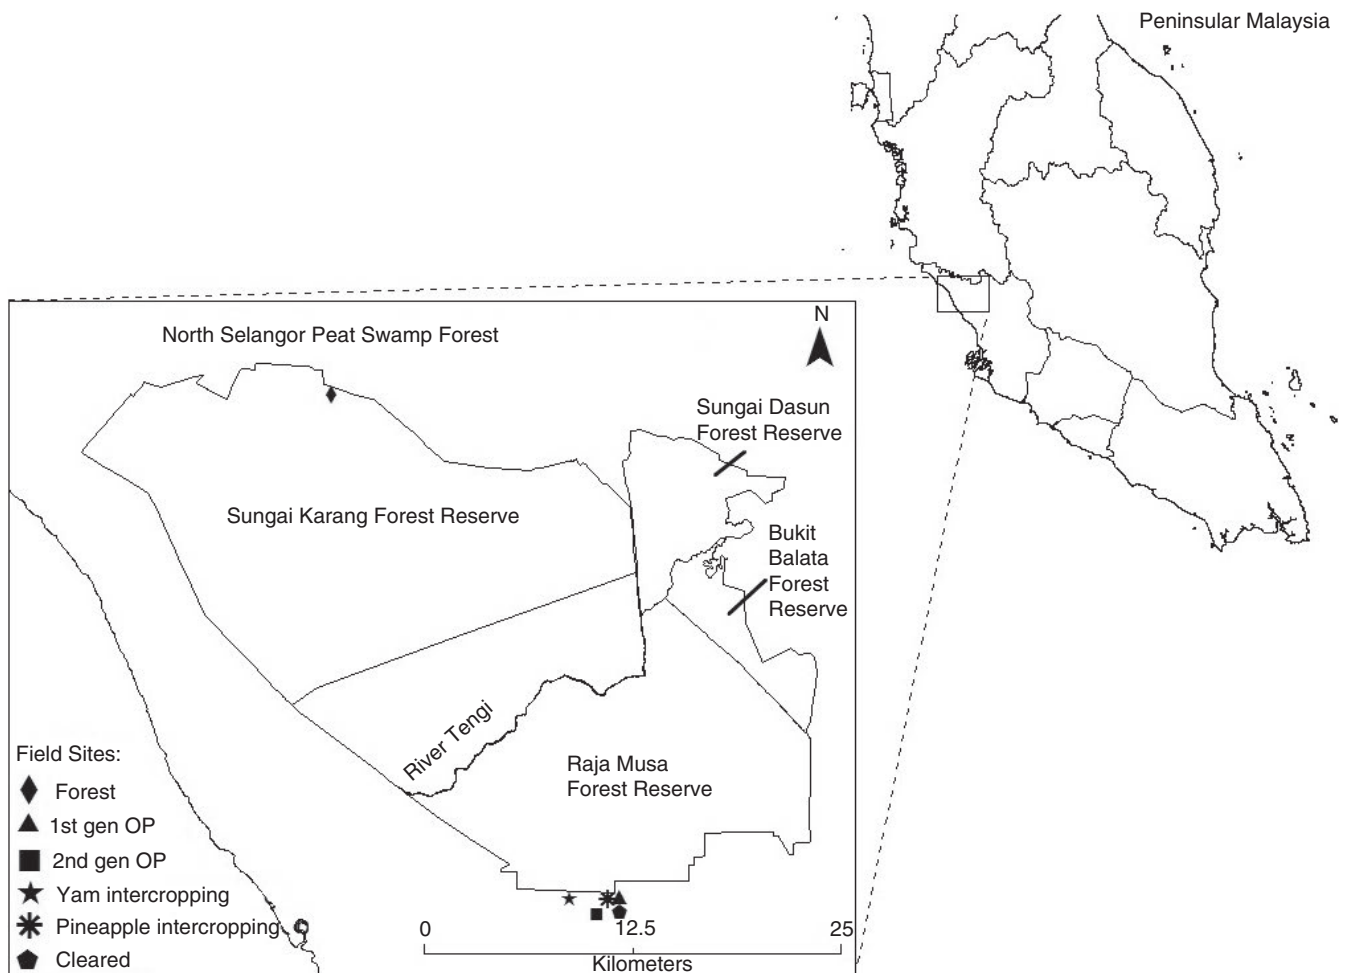 Peninsular Malaysia
North Selangor Peat Swamp Forest
N
Sungai Dasun
Forest Reserve
Sungai Karang Forest Reserve
Bukit
Balata
Forest
Reserve
River Tengi
Raja Musa
Forest Reserve
Field Sites:
Forest
1st gen OP
2nd gen OP
Yam intercropping
Pineapple intercropping
Cleared
0 12.5 25
Kilometers